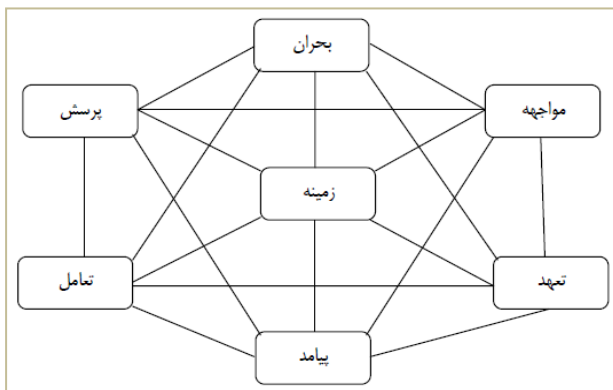 بحران
مواجهه
پرسش
زمینه
تعهد
تعامل
پیامد